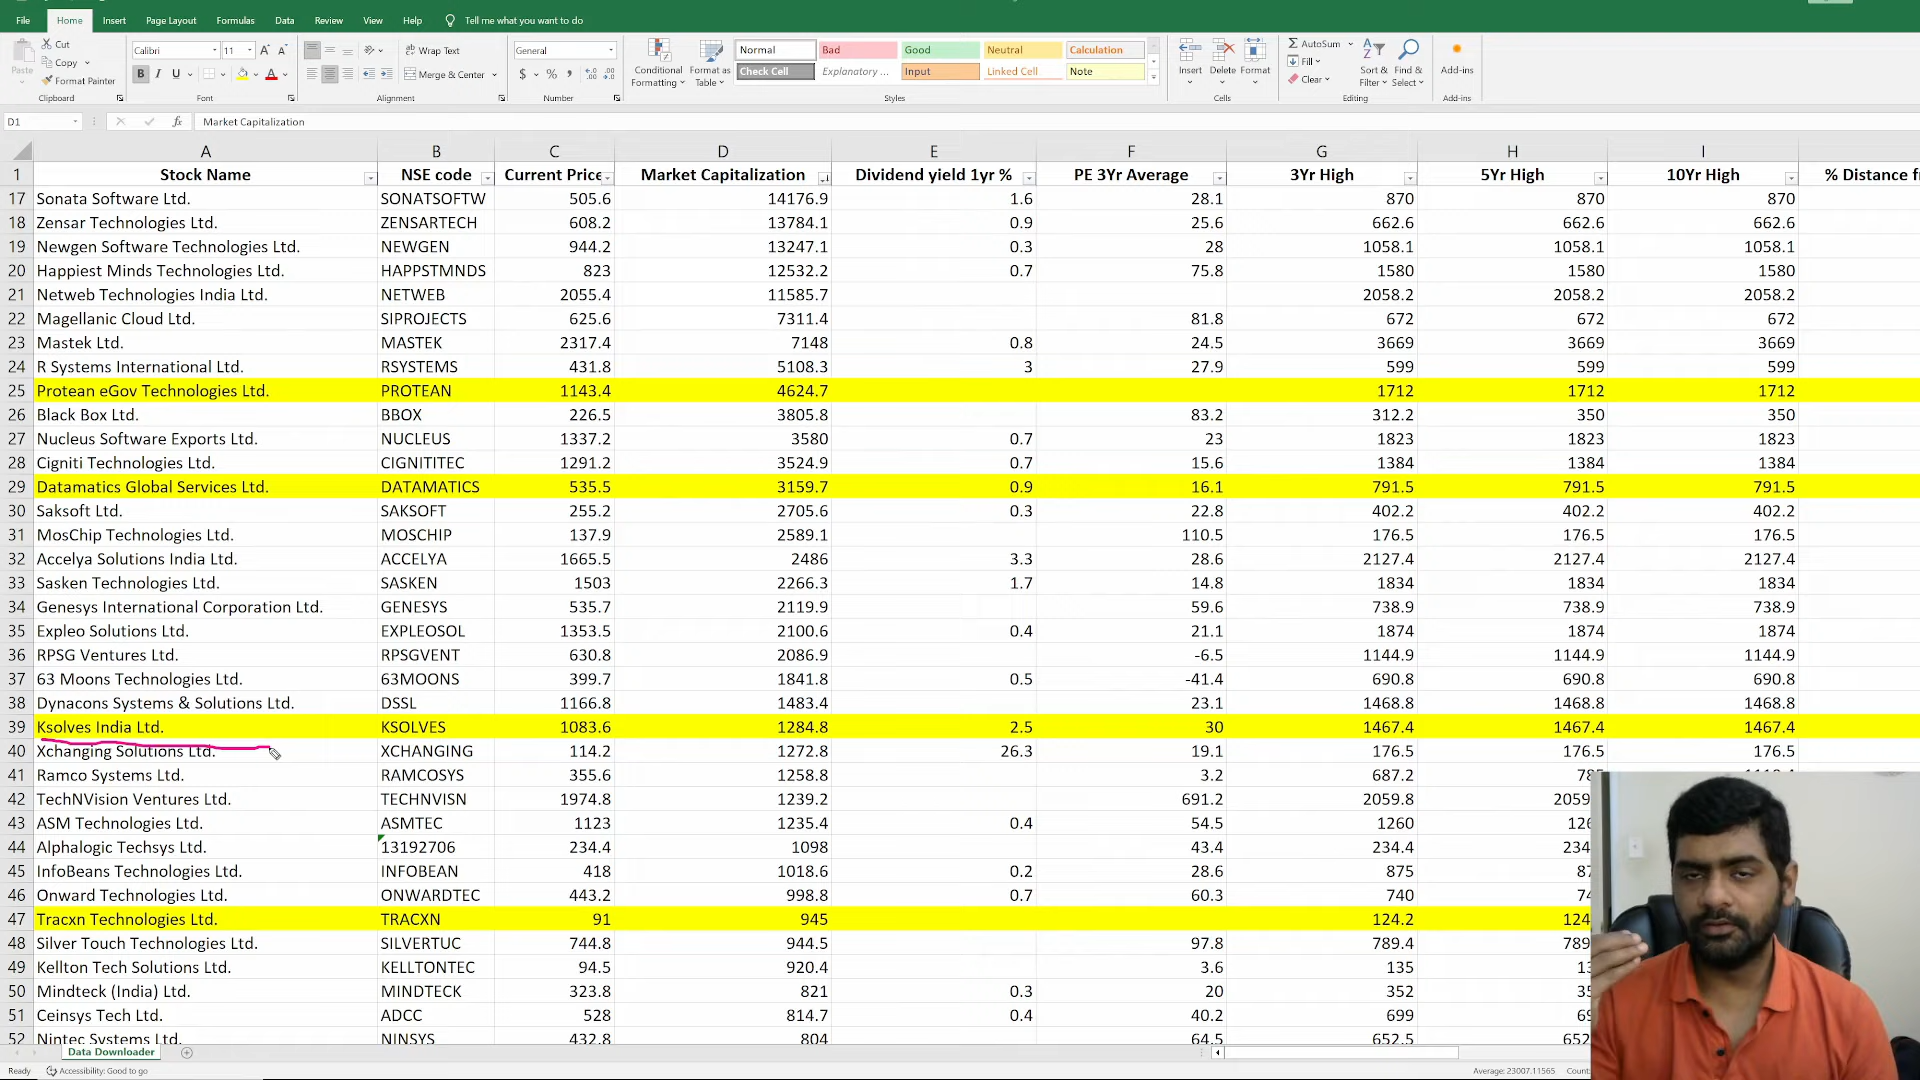 File Home Insert Page Layout Formulas Data Review View Help Tell me what you want to do
Paste Cut Copy Format Painter Clipboard
Calibri 11 B I U Font
Wrap Text Merge & Center Alignment
General $ % Number
Conditional Formatting Format as Table
Normal Bad Good Neutral Calculation
Check Cell Explanatory ... Input Linked Cell Note
Styles
Insert Delete Format Cells
AutoSum Fill Clear Sort & Filter Find & Select Editing
Add-ins Add-ins
D1 fx Market Capitalization
A B C D E F G H I
1 Stock Name NSE code Current Price Market Capitalization Dividend yield 1yr % PE 3Yr Average 3Yr High 5Yr High 10Yr High % Distance
17 Sonata Software Ltd. SONATSOFTW 505.6 14176.9 1.6 28.1 870 870 870
18 Zensar Technologies Ltd. ZENSARTECH 608.2 13784.1 0.9 25.6 662.6 662.6 662.6
19 Newgen Software Technologies Ltd. NEWGEN 944.2 13247.1 0.3 28 1058.1 1058.1 1058.1
20 Happiest Minds Technologies Ltd. HAPPSTMNDS 823 12532.2 0.7 75.8 1580 1580 1580
21 Netweb Technologies India Ltd. NETWEB 2055.4 11585.7 2058.2 2058.2 2058.2
22 Magellanic Cloud Ltd. SIPROJECTS 625.6 7311.4 81.8 672 672 672
23 Mastek Ltd. MASTEK 2317.4 7148 0.8 24.5 3669 3669 3669
24 R Systems International Ltd. RSYSTEMS 431.8 5108.3 3 27.9 599 599 599
25 Protean eGov Technologies Ltd. PROTEAN 1143.4 4624.7 1712 1712 1712
26 Black Box Ltd. BBOX 226.5 3805.8 83.2 312.2 350 350
27 Nucleus Software Exports Ltd. NUCLEUS 1337.2 3580 0.7 23 1823 1823 1823
28 Cigniti Technologies Ltd. CIGNITITEC 1291.2 3524.9 0.7 15.6 1384 1384 1384
29 Datamatics Global Services Ltd. DATAMATICS 535.5 3159.7 0.9 16.1 791.5 791.5 791.5
30 Saksoft Ltd. SAKSOFT 255.2 2705.6 0.3 22.8 402.2 402.2 402.2
31 MosChip Technologies Ltd. MOSCHIP 137.9 2589.1 110.5 176.5 176.5 176.5
32 Accelya Solutions India Ltd. ACCELYA 1665.5 2486 3.3 28.6 2127.4 2127.4 2127.4
33 Sasken Technologies Ltd. SASKEN 1503 2266.3 1.7 14.8 1834 1834 1834
34 Genesys International Corporation Ltd. GENESYS 535.7 2119.9 59.6 738.9 738.9 738.9
35 Expleo Solutions Ltd. EXPLEOSOL 1353.5 2100.6 0.4 21.1 1874 1874 1874
36 RPSG Ventures Ltd. RPSGVENT 630.8 2086.9 -6.5 1144.9 1144.9 1144.9
37 63 Moons Technologies Ltd. 63MOONS 399.7 1841.8 0.5 -41.4 690.8 690.8 690.8
38 Dynacons Systems & Solutions Ltd. DSSL 1166.8 1483.4 23.1 1468.8 1468.8 1468.8
39 Ksolves India Ltd. KSOLVES 1083.6 1284.8 2.5 30 1467.4 1467.4 1467.4
40 Xchanging Solutions Ltd. XCHANGING 114.2 1272.8 26.3 19.1 176.5 176.5 176.5
41 Ramco Systems Ltd. RAMCOSYS 355.6 1258.8 3.2 687.2
42 TechNVision Ventures Ltd. TECHNVISN 1974.8 1239.2 691.2 2059.8 2059
43 ASM Technologies Ltd. ASMTEC 1123 1235.4 0.4 54.5 1260 126
44 Alphalogic Techsys Ltd. 13192706 234.4 1098 43.4 234.4 234
45 InfoBeans Technologies Ltd. INFOBEAN 418 1018.6 0.2 28.6 875 87
46 Onward Technologies Ltd. ONWARDTEC 443.2 998.8 0.7 60.3 740 74
47 Tracxn Technologies Ltd. TRACXN 91 945 124.2 124
48 Silver Touch Technologies Ltd. SILVERTUC 744.8 944.5 97.8 789.4 789
49 Kellton Tech Solutions Ltd. KELLTONTEC 94.5 920.4 3.6 135 13
50 Mindteck (India) Ltd. MINDTECK 323.8 821 0.3 20 352 35
51 Ceinsys Tech Ltd. ADCC 528 814.7 0.4 40.2 699 69
52 Nintec Systems Ltd. NINSYS 432.8 804 64.5 652.5 65
Data Downloader
Ready Accessibility: Good to go Average: 23007.11565 Count: